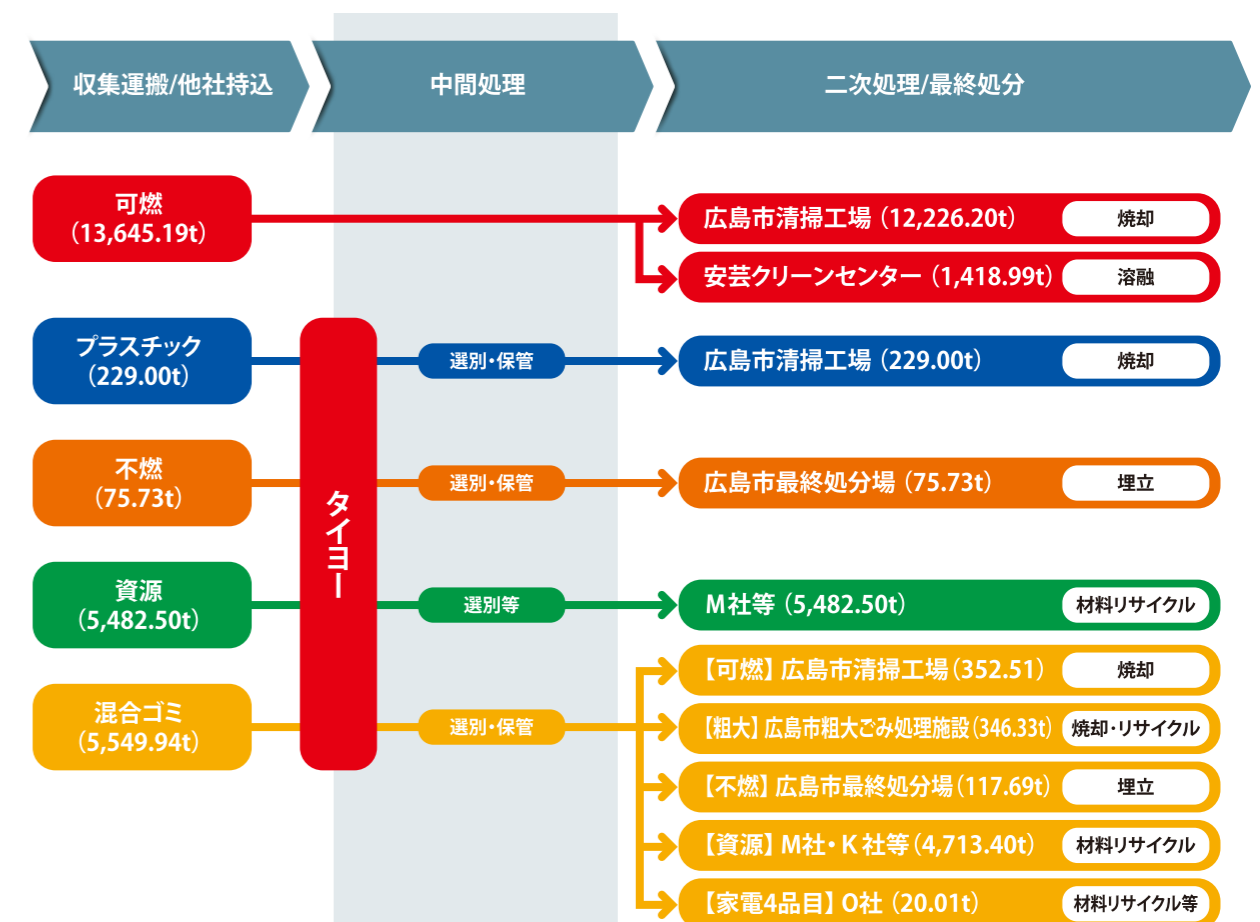 収集運搬/他社持込
中間処理
二次処理/最終処分
可燃
(13,645.19t)
広島市清掃工場(12,226.20t)
焼却
安芸クリーンセンター(1,418.99t)
溶融
プラスチック
(229.00t)
タイヨー
選別・保管
広島市清掃工場(229.00t)
焼却
不燃
(75.73t)
選別・保管
広島市最終処分場(75.73t)
埋立
資源
(5,482.50t)
選別等
M社等(5,482.50t)
材料リサイクル
混合ゴミ
(5,549.94t)
選別・保管
【可燃】広島市清掃工場(352.51)
焼却
【粗大】広島市粗大ごみ処理施設(346.33t)
焼却・リサイクル
【不燃】広島市最終処分場(117.69t)
埋立
【資源】M社・K社等(4,713.40t)
材料リサイクル
【家電4品目】O社(20.01t)
材料リサイクル等